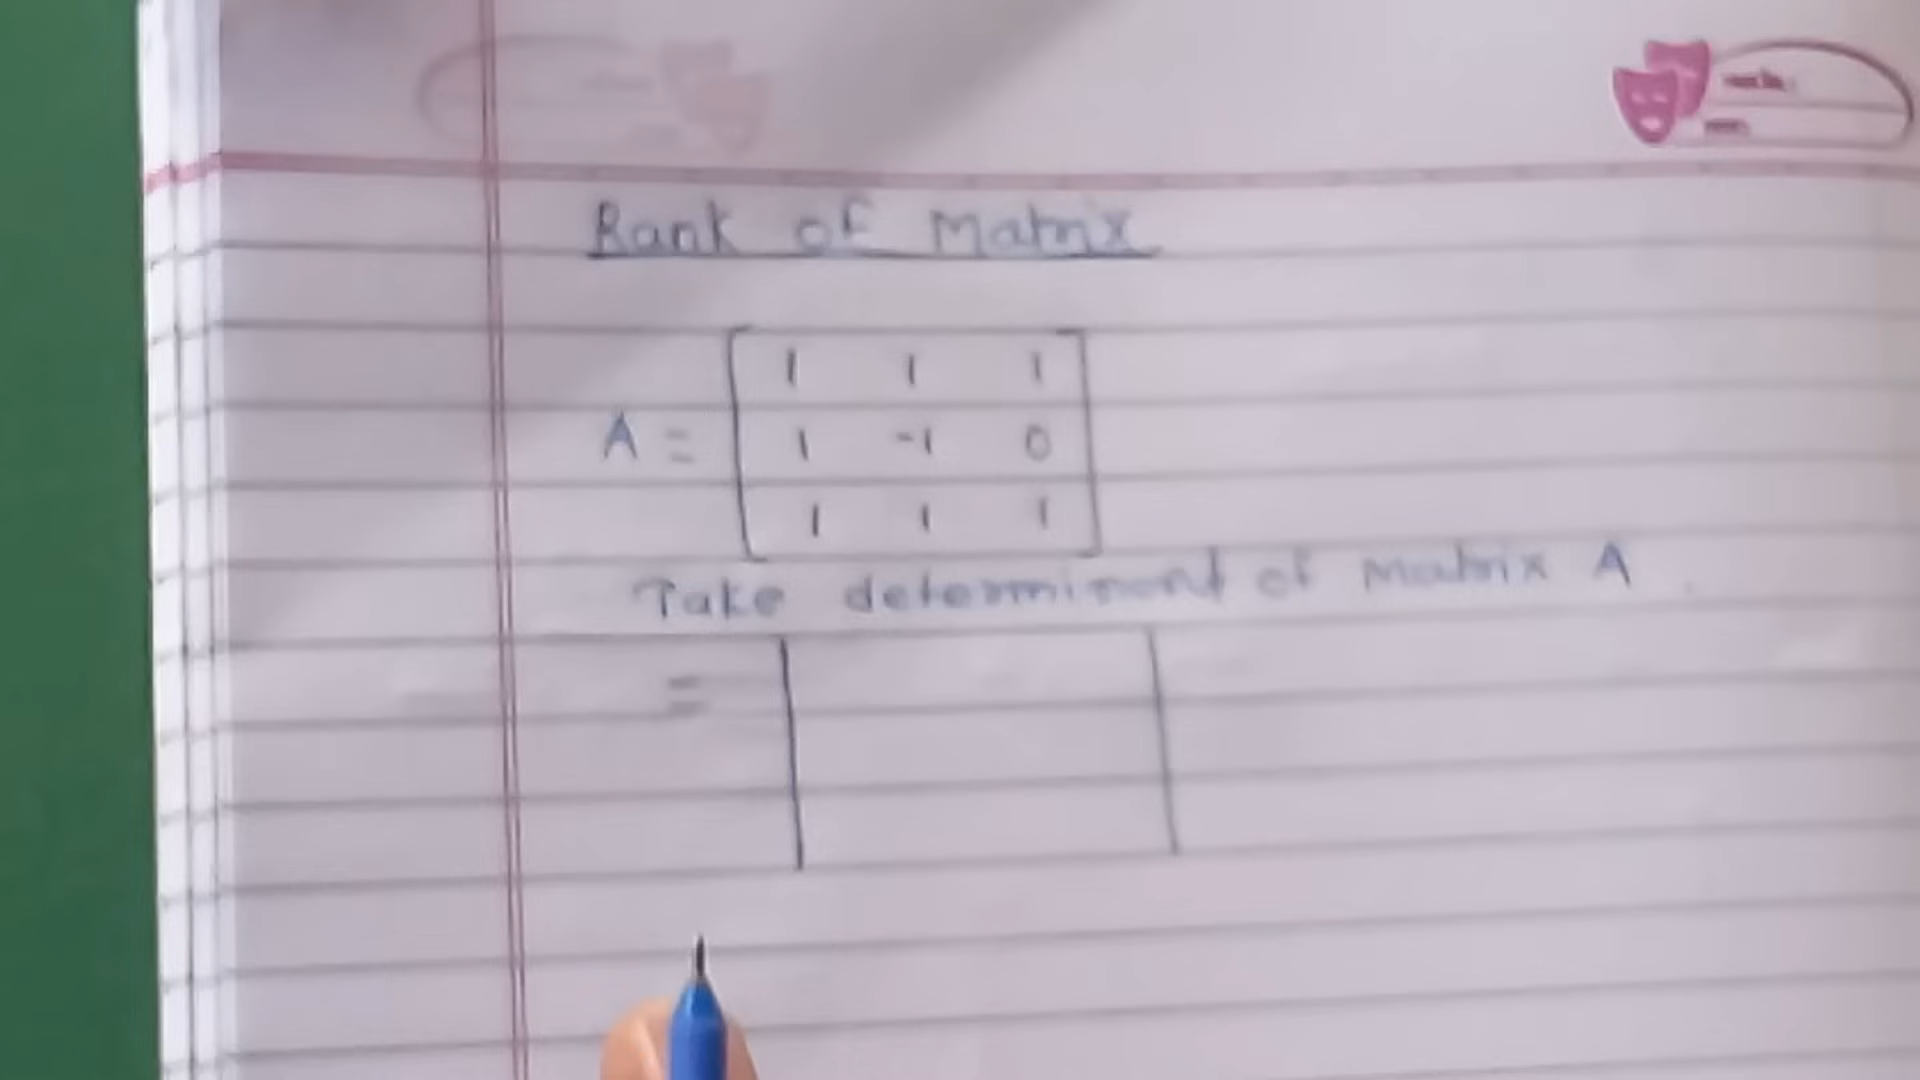 Rank of Matrix
A = [ 1 1 1
1 -1 0
1 1 1 ]
Take determinant of Matrix A
=